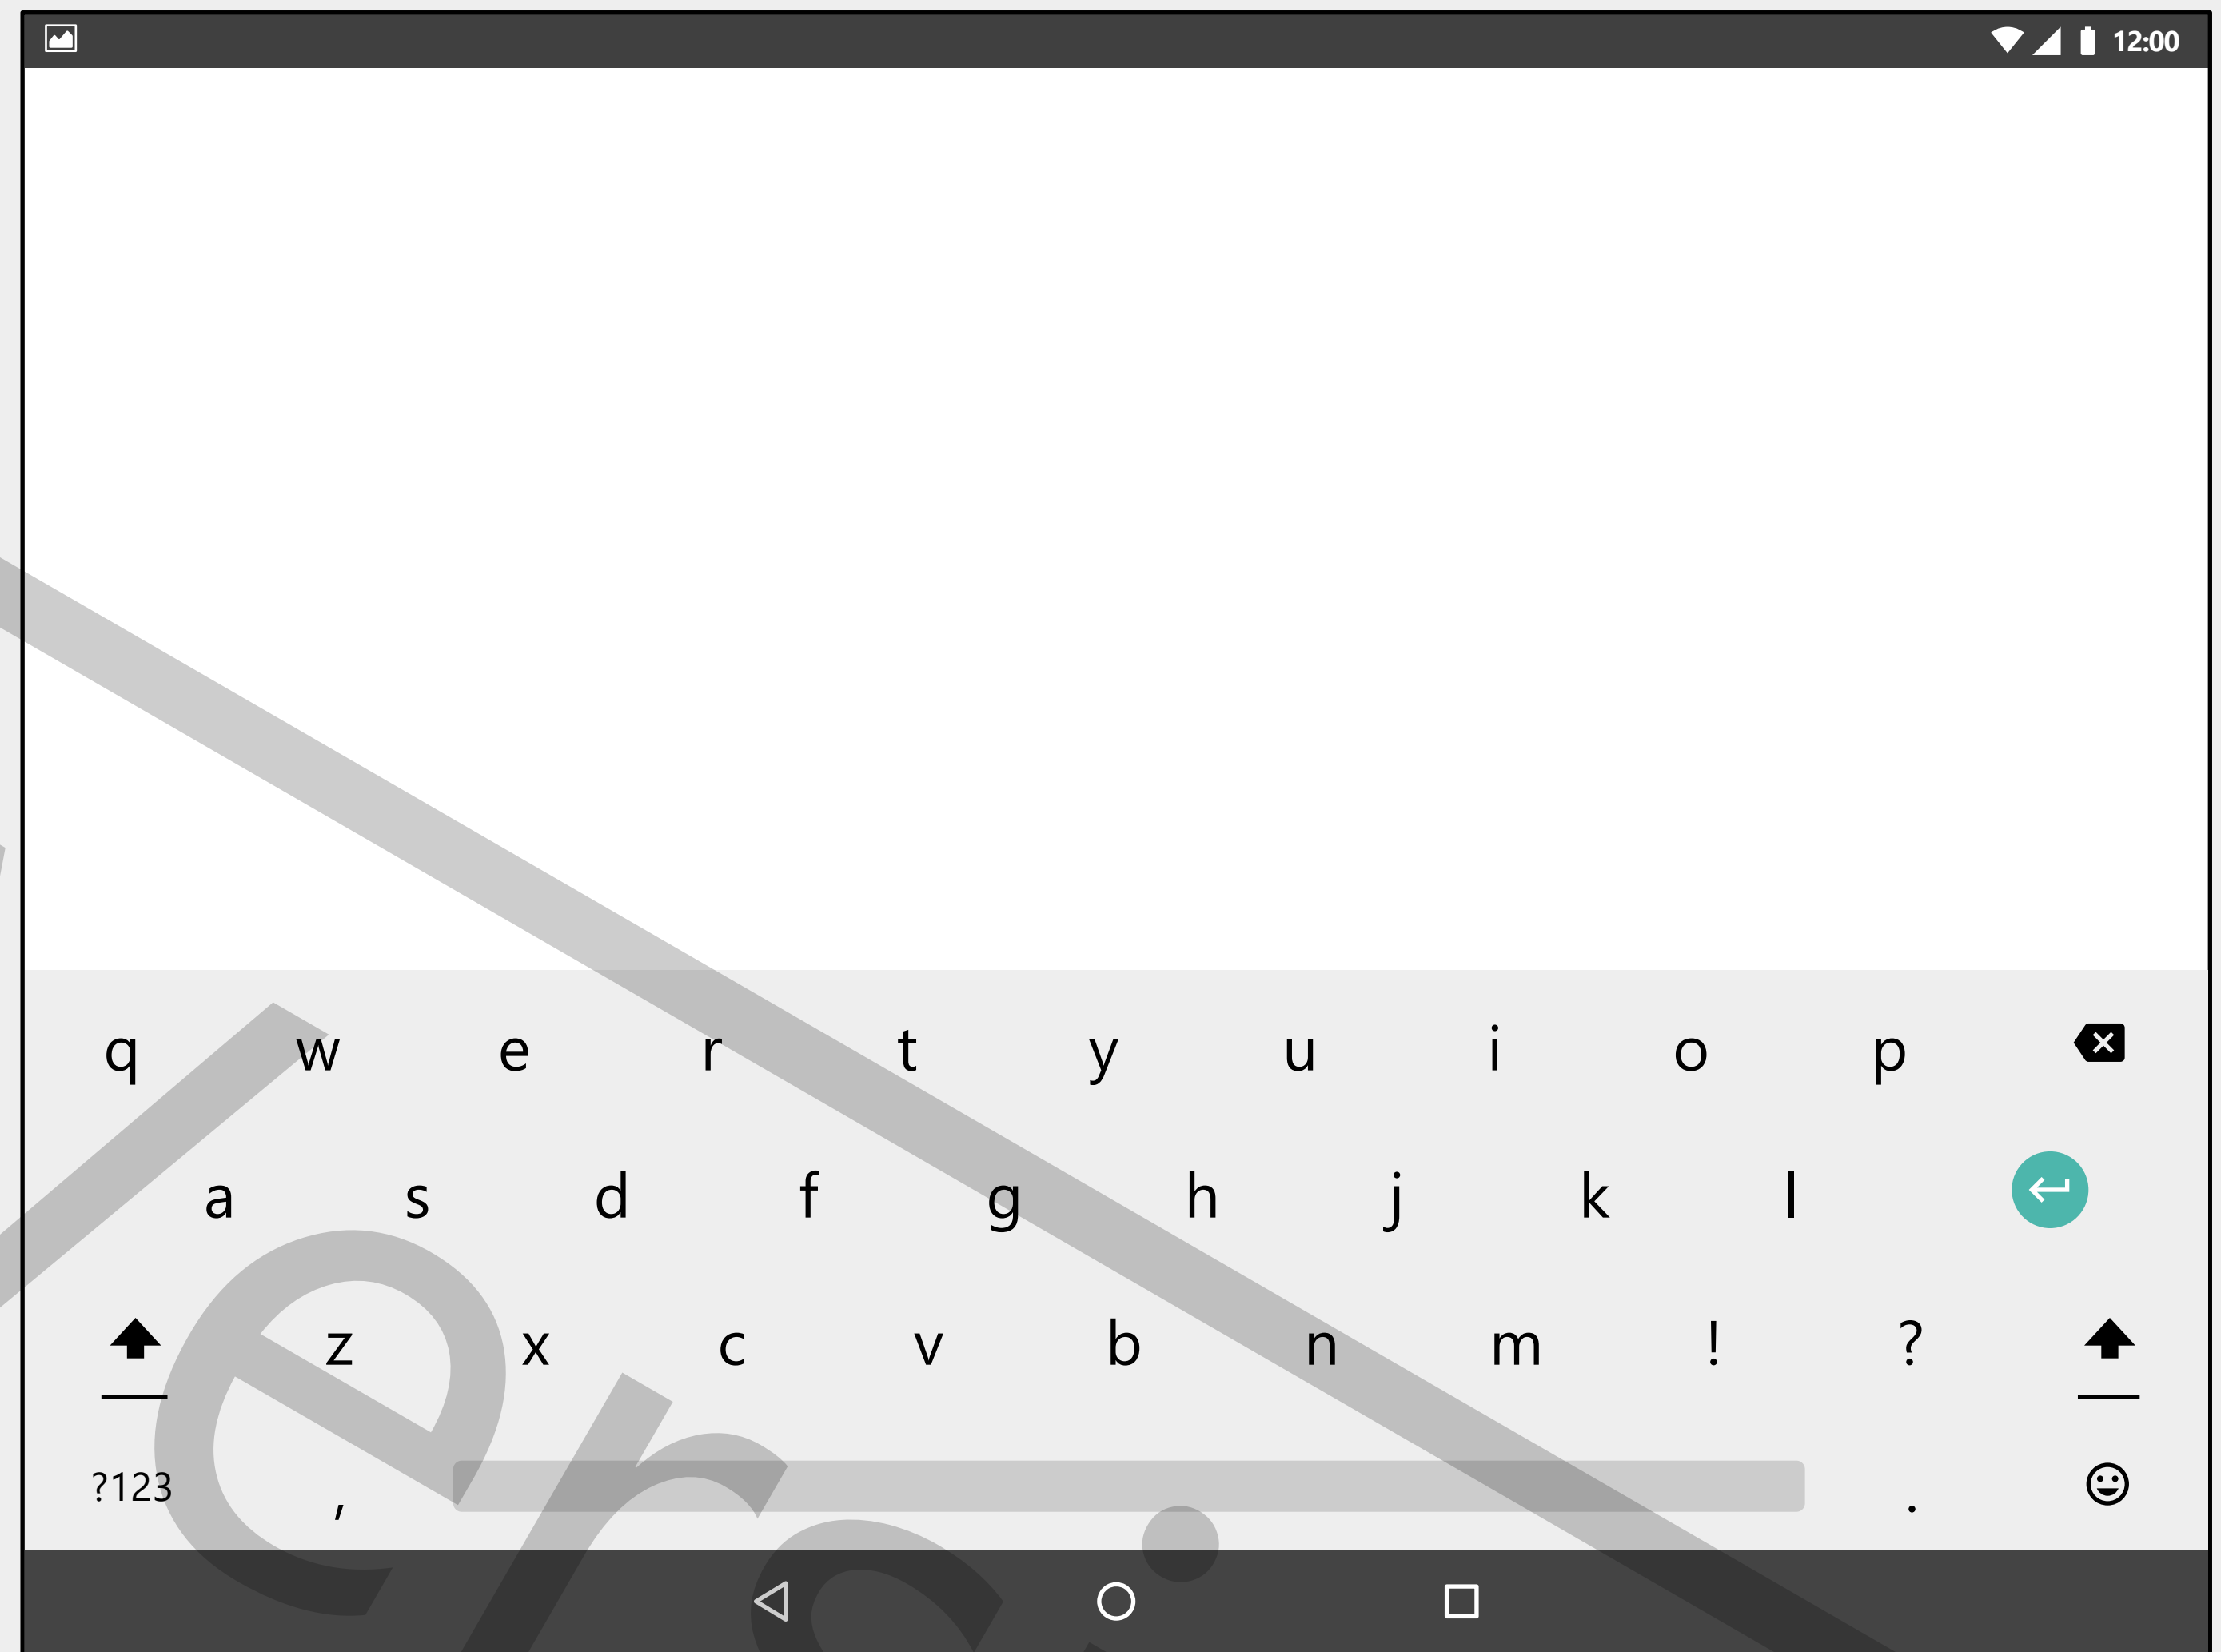 12:00
q w e r t y u i o p
a s d f g h j k l
z x c v b n m ! ?
?123 , .